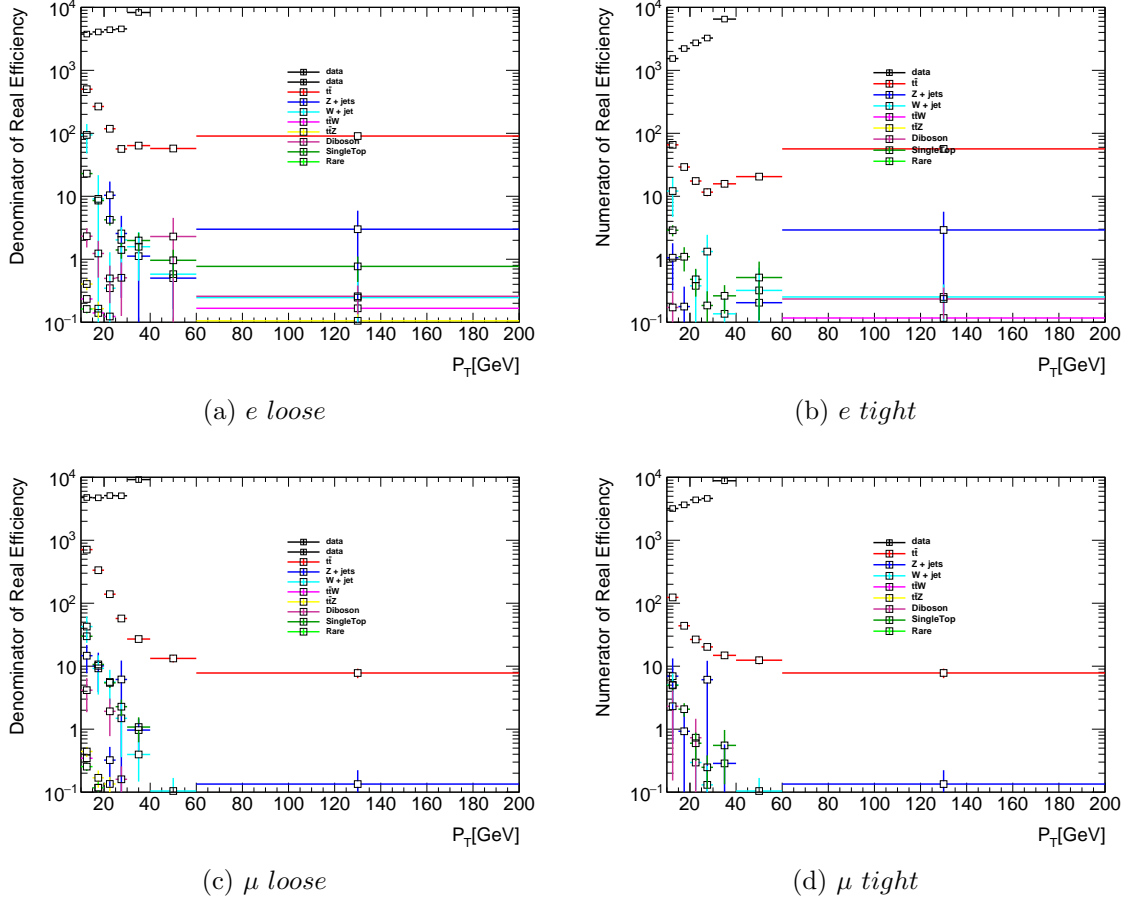 Denominator of Real Efficiency
10⁴
10³
10²
10
1
10⁻¹
data
data
tt̄
Z + jets
W + jet
tt̄W
tt̄Z
Diboson
SingleTop
Rare
20 40 60 80 100 120 140 160 180 200
P_T[GeV]
(a) e loose
Numerator of Real Efficiency
10⁴
10³
10²
10
1
10⁻¹
data
tt̄
Z + jets
W + jet
tt̄W
tt̄Z
Diboson
SingleTop
Rare
20 40 60 80 100 120 140 160 180 200
P_T[GeV]
(b) e tight
Denominator of Real Efficiency
10⁴
10³
10²
10
1
10⁻¹
data
data
tt̄
Z + jets
W + jet
tt̄W
tt̄Z
Diboson
SingleTop
Rare
20 40 60 80 100 120 140 160 180 200
P_T[GeV]
(c) μ loose
Numerator of Real Efficiency
10⁴
10³
10²
10
1
10⁻¹
data
tt̄
Z + jets
W + jet
tt̄W
tt̄Z
Diboson
SingleTop
Rare
20 40 60 80 100 120 140 160 180 200
P_T[GeV]
(d) μ tight